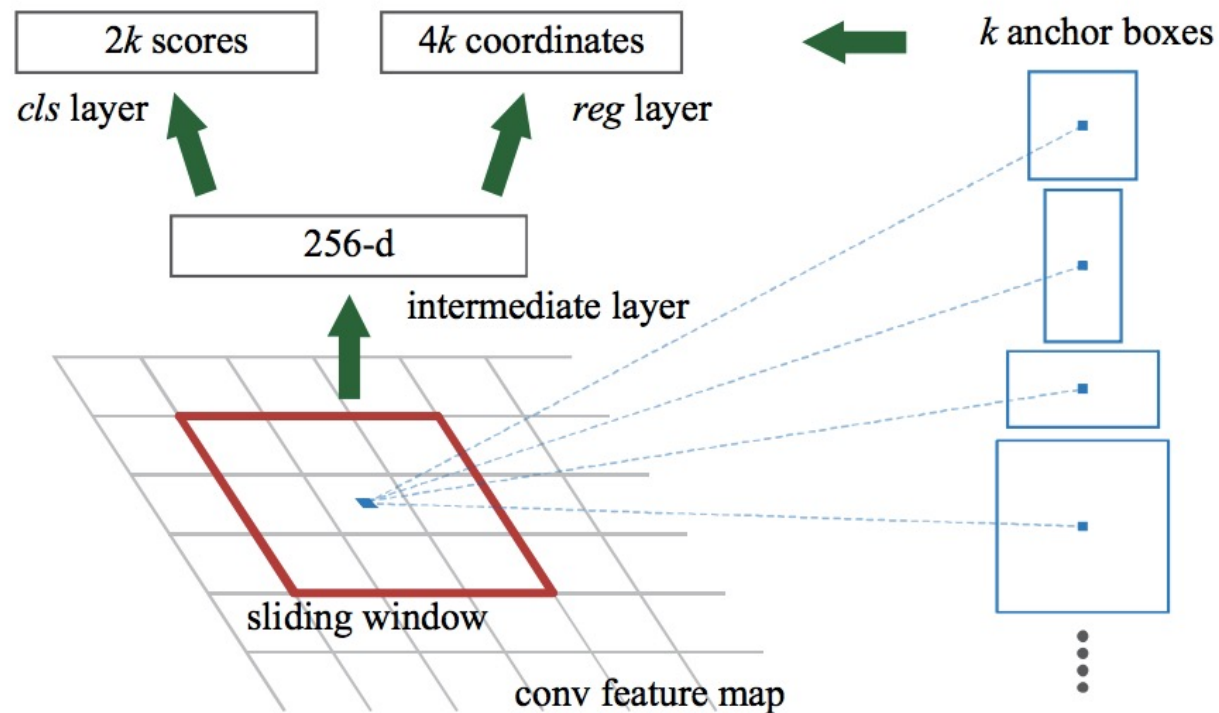 2k scores
4k coordinates
k anchor boxes
cls layer
reg layer
256-d
intermediate layer
sliding window
conv feature map